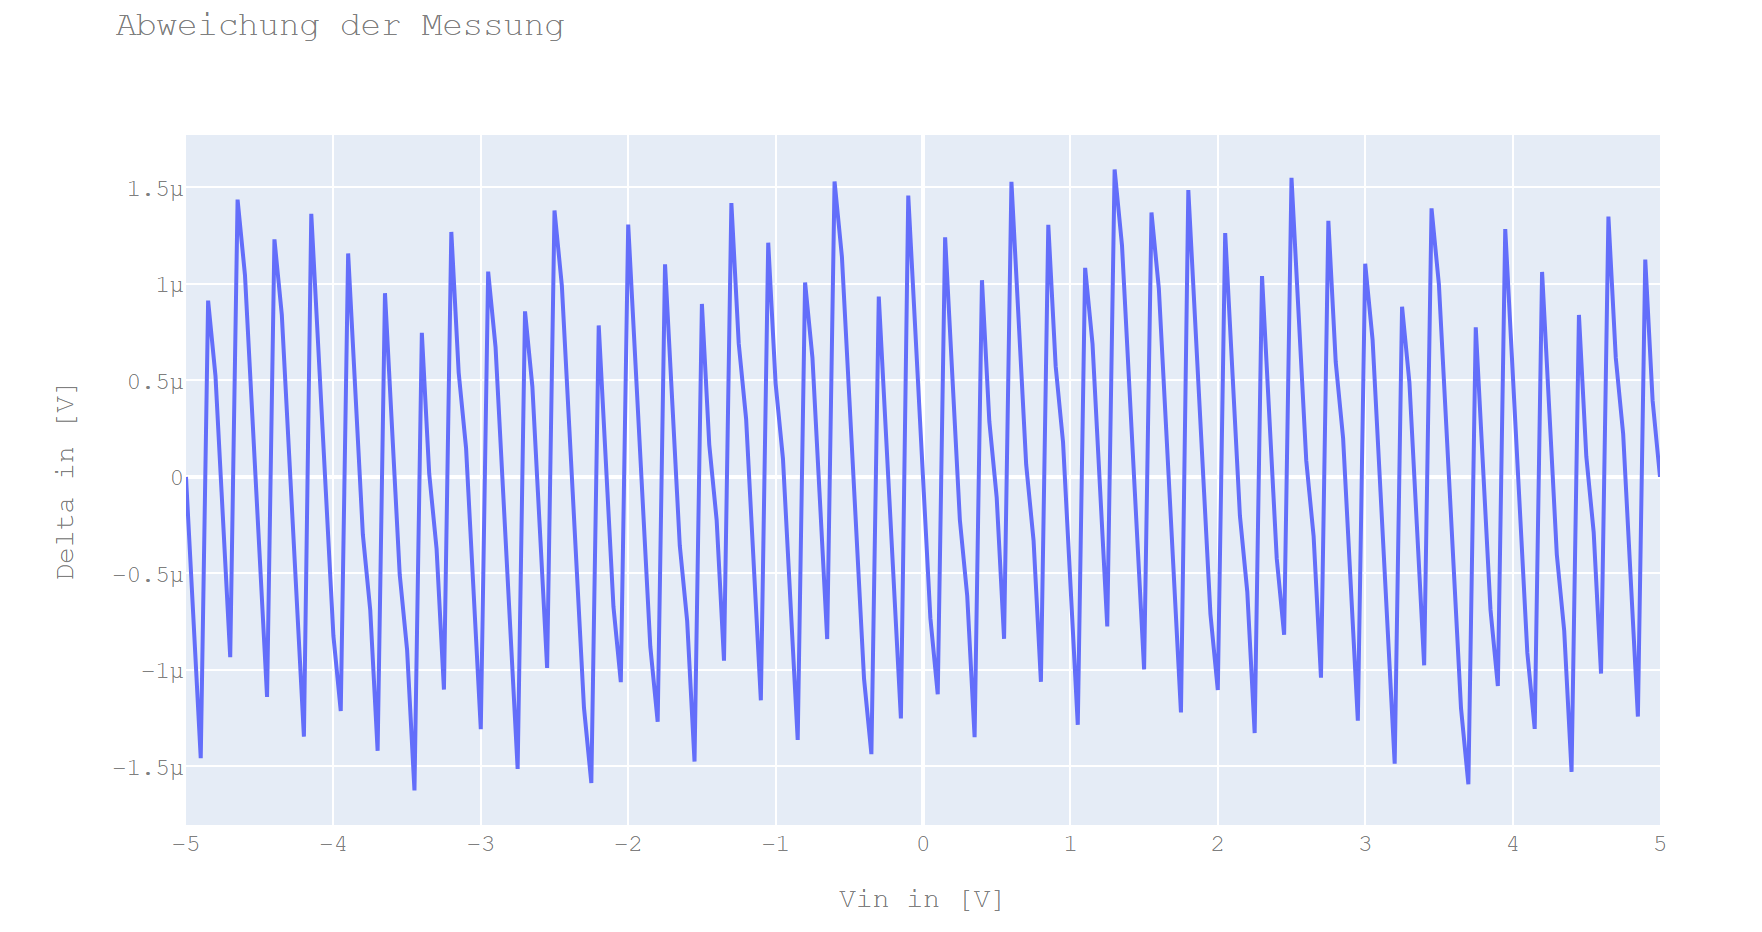 Abweichung der Messung
1.5μ
1μ
0.5μ
0
−0.5μ
−1μ
−1.5μ
Delta in [V]
−5 −4 −3 −2 −1 0 1 2 3 4 5
Vin in [V]